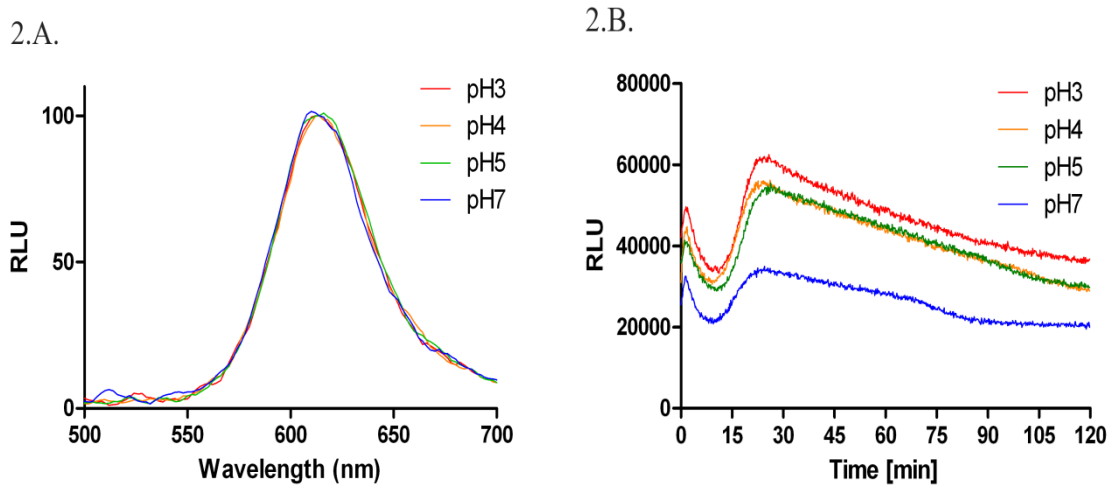 2.A.
pH3
pH4
pH5
pH7
100
50
0
RLU
500
550
600
650
700
Wavelength (nm)
2.B.
pH3
pH4
pH5
pH7
80000
60000
40000
20000
0
RLU
0
15
30
45
60
75
90
105
120
Time [min]